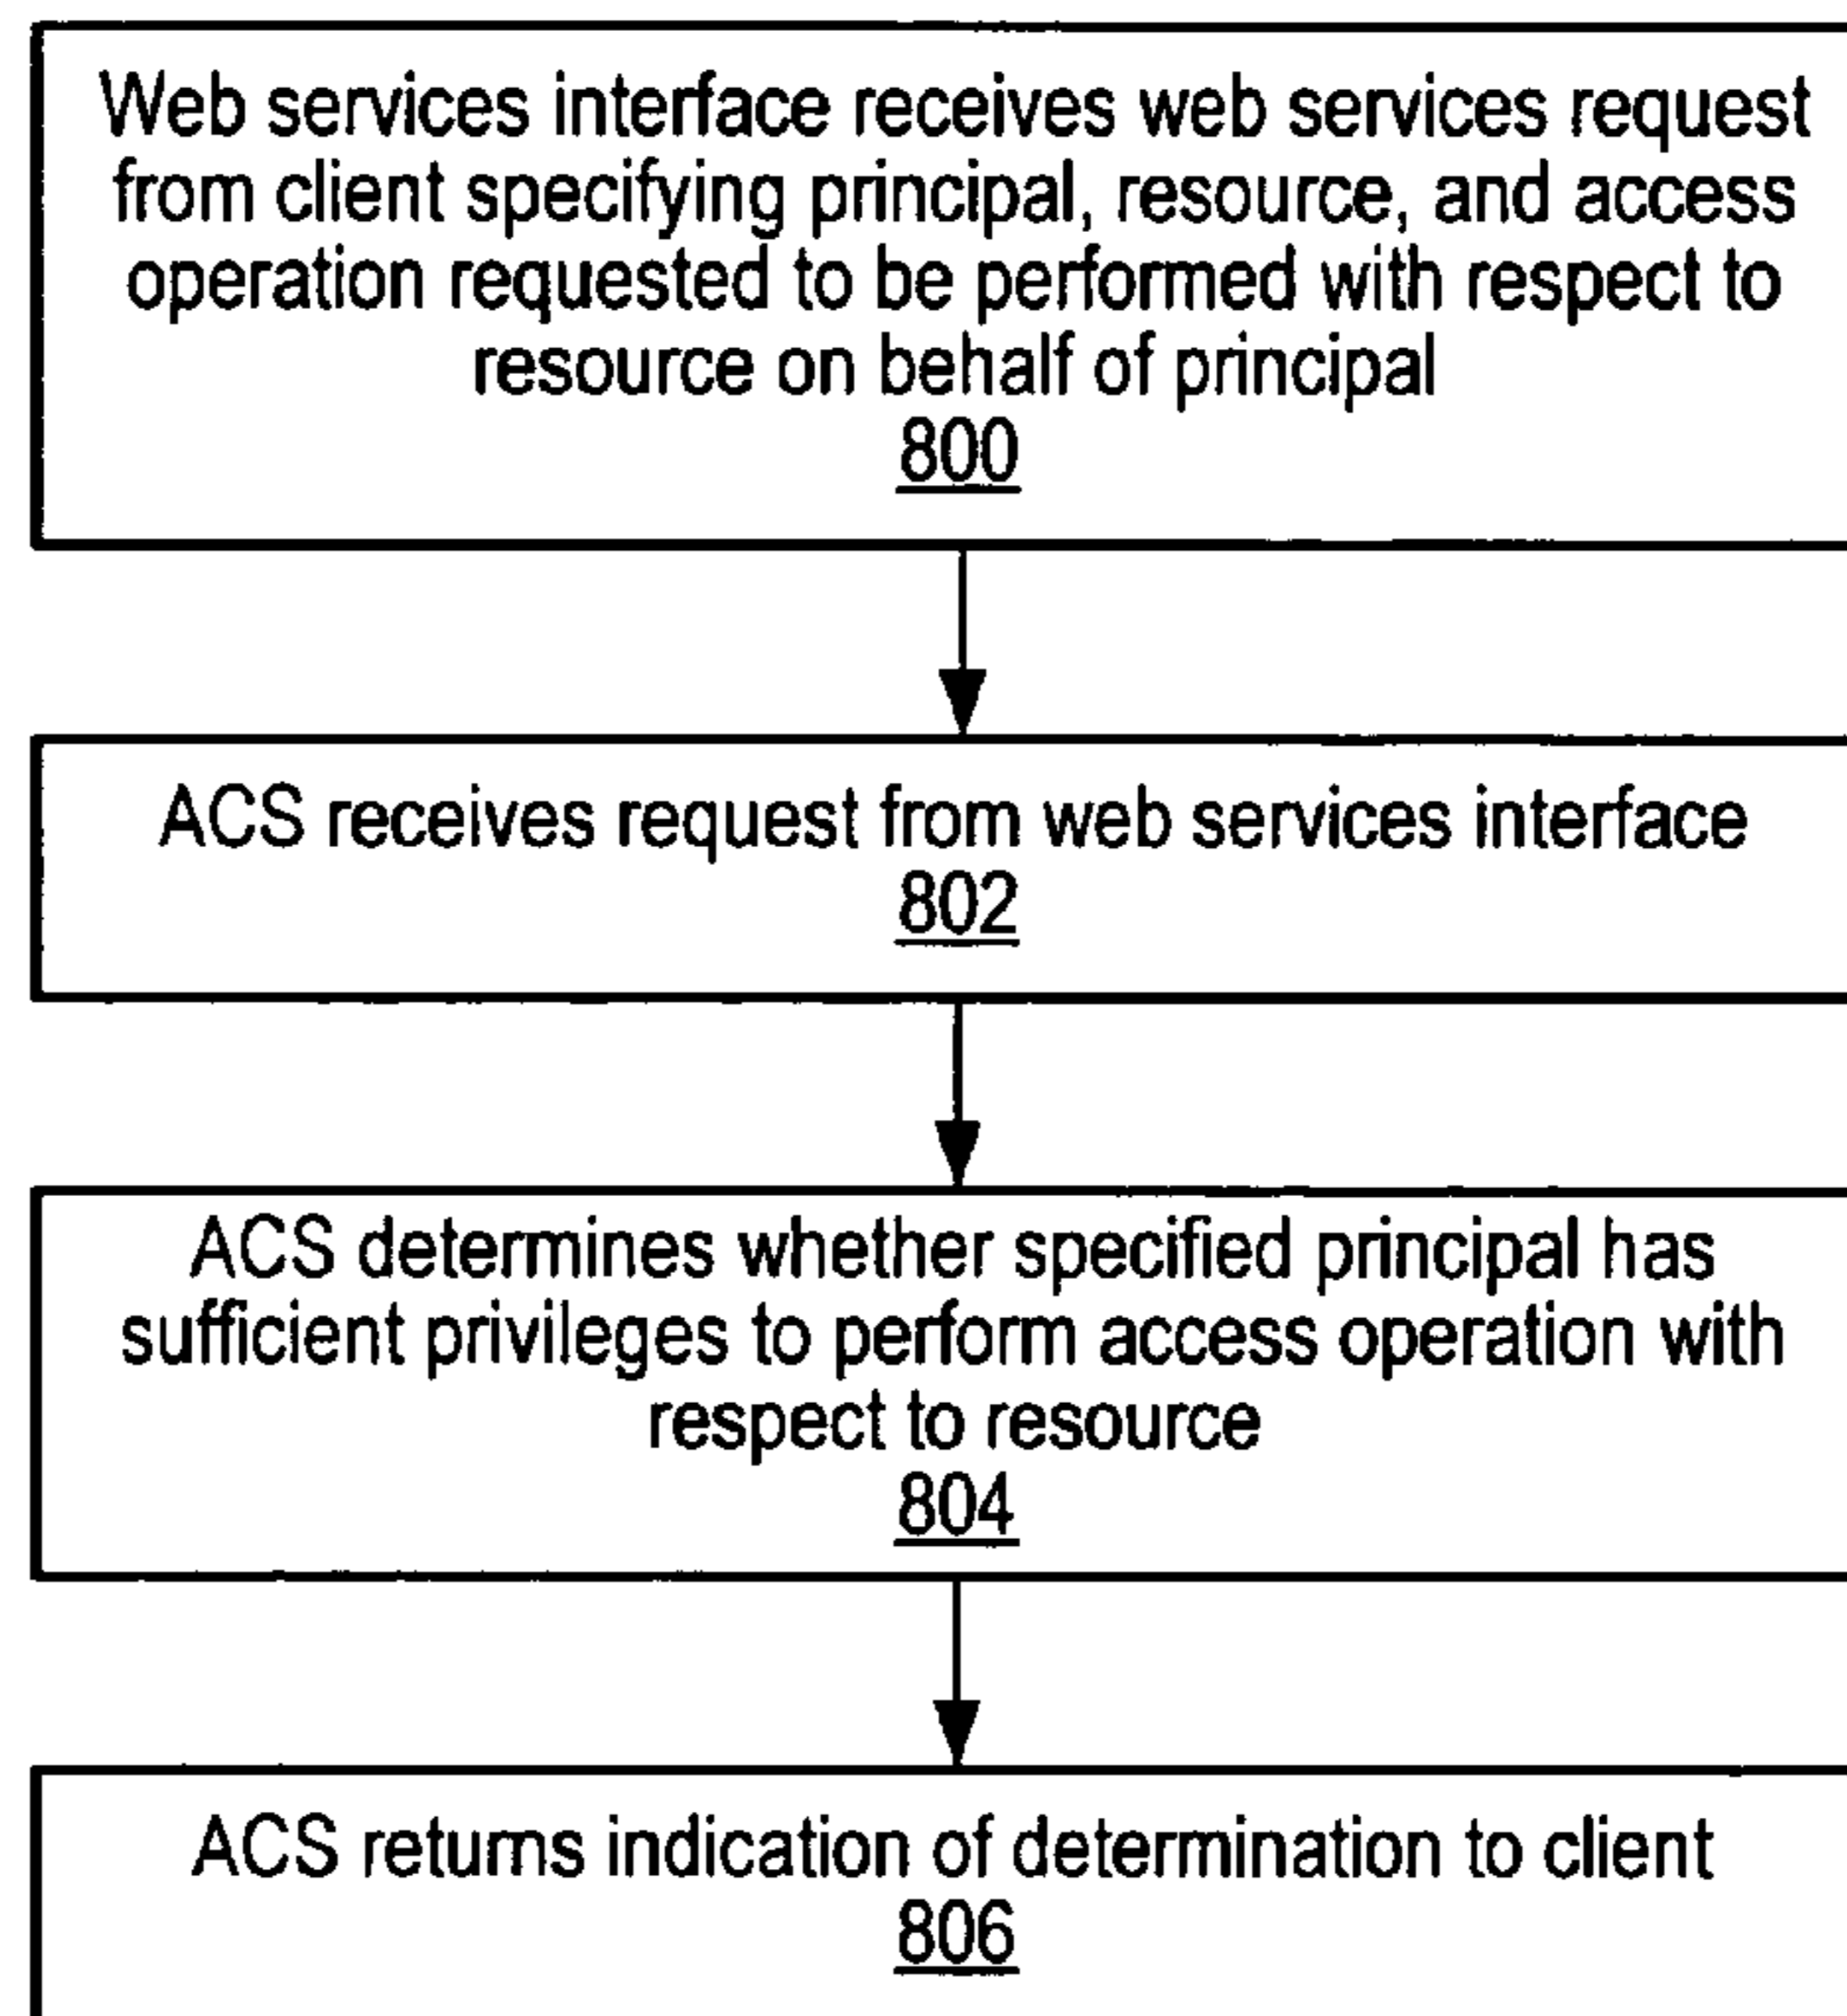 Web services interface receives web services request
from client specifying principal, resource, and access
operation requested to be performed with respect to
resource on behalf of principal
800
ACS receives request from web services interface
802
ACS determines whether specified principal has
sufficient privileges to perform access operation with
respect to resource
804
ACS returns indication of determination to client
806